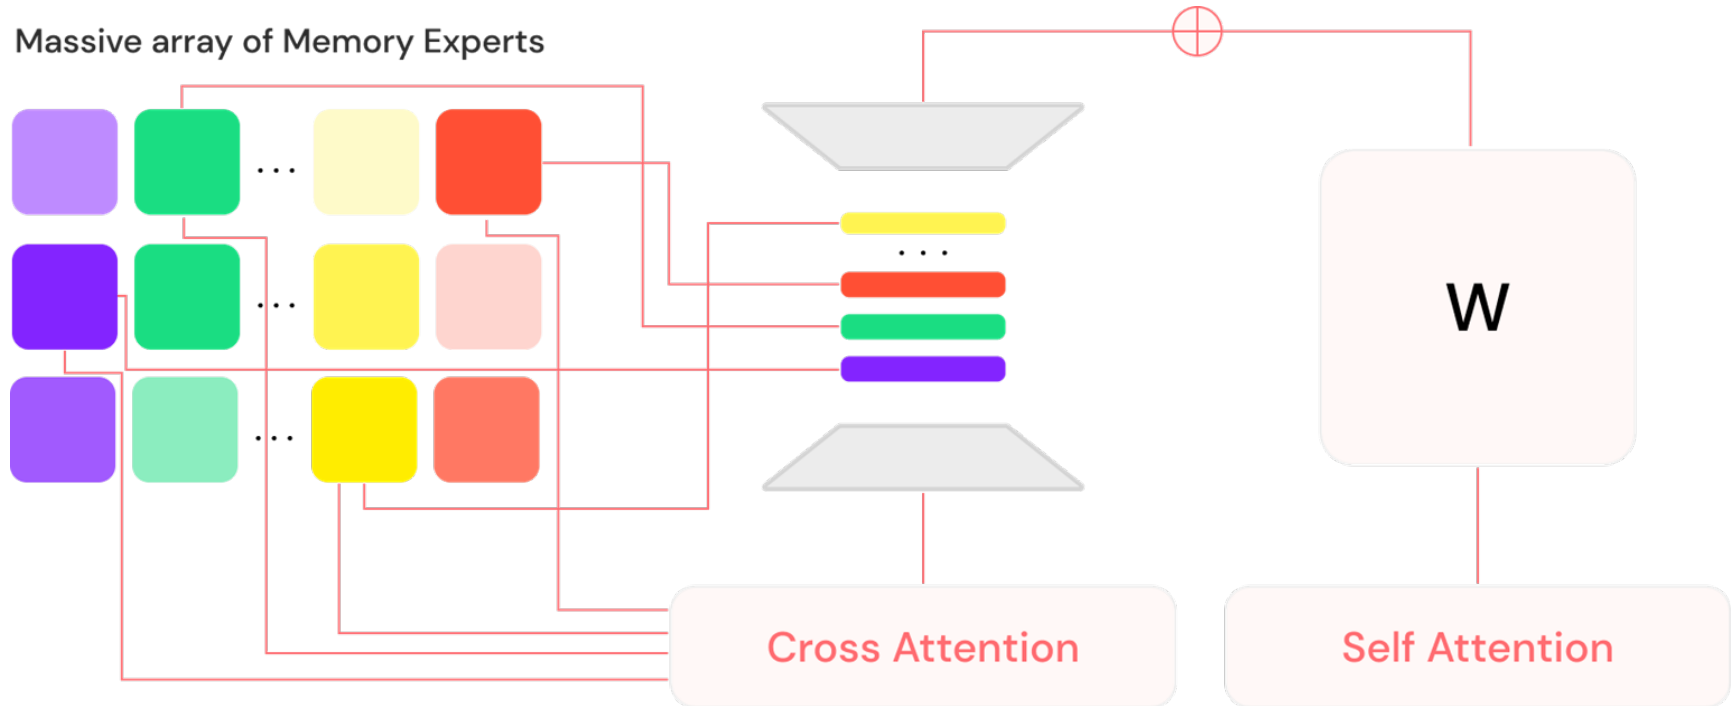 Massive array of Memory Experts
...
...
...
...
W
Cross Attention
Self Attention